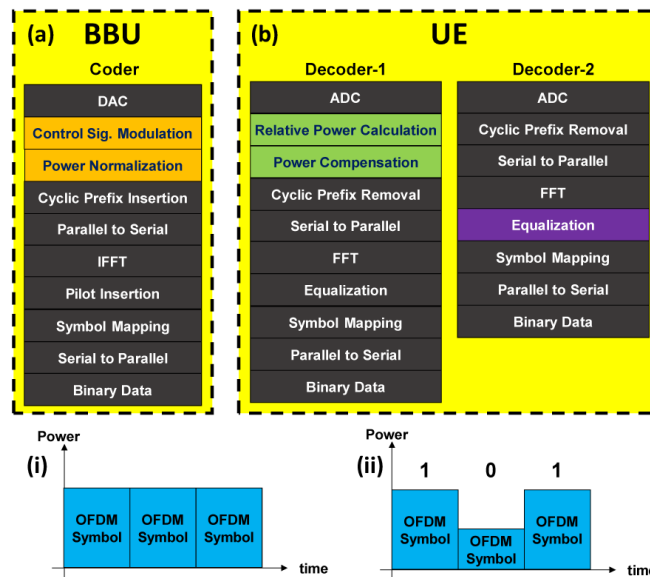 (a) BBU
Coder
DAC
Control Sig. Modulation
Power Normalization
Cyclic Prefix Insertion
Parallel to Serial
IFFT
Pilot Insertion
Symbol Mapping
Serial to Parallel
Binary Data
(b) UE
Decoder-1
ADC
Relative Power Calculation
Power Compensation
Cyclic Prefix Removal
Serial to Parallel
FFT
Equalization
Symbol Mapping
Parallel to Serial
Binary Data
Decoder-2
ADC
Cyclic Prefix Removal
Serial to Parallel
FFT
Equalization
Symbol Mapping
Parallel to Serial
Binary Data
Power
(i)
OFDM
Symbol
OFDM
Symbol
OFDM
Symbol
time
Power
(ii)
1 0 1
OFDM
Symbol
OFDM
Symbol
OFDM
Symbol
time